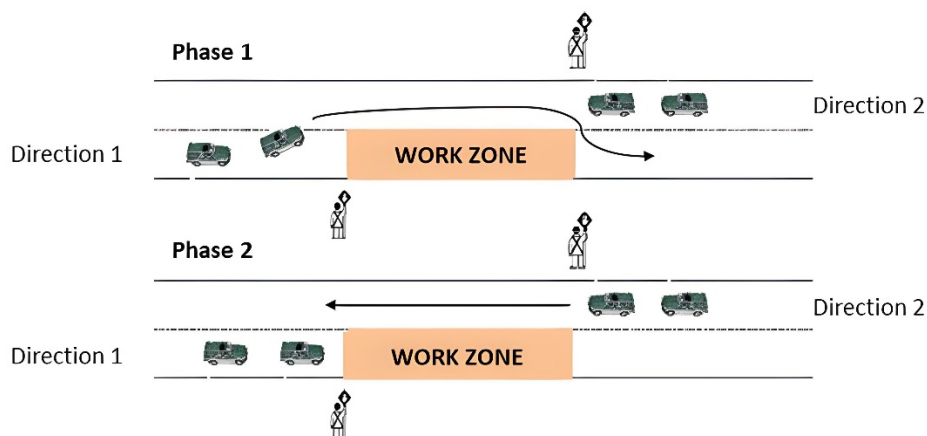 Phase 1
Direction 2
Direction 1
WORK ZONE
Phase 2
Direction 2
Direction 1
WORK ZONE